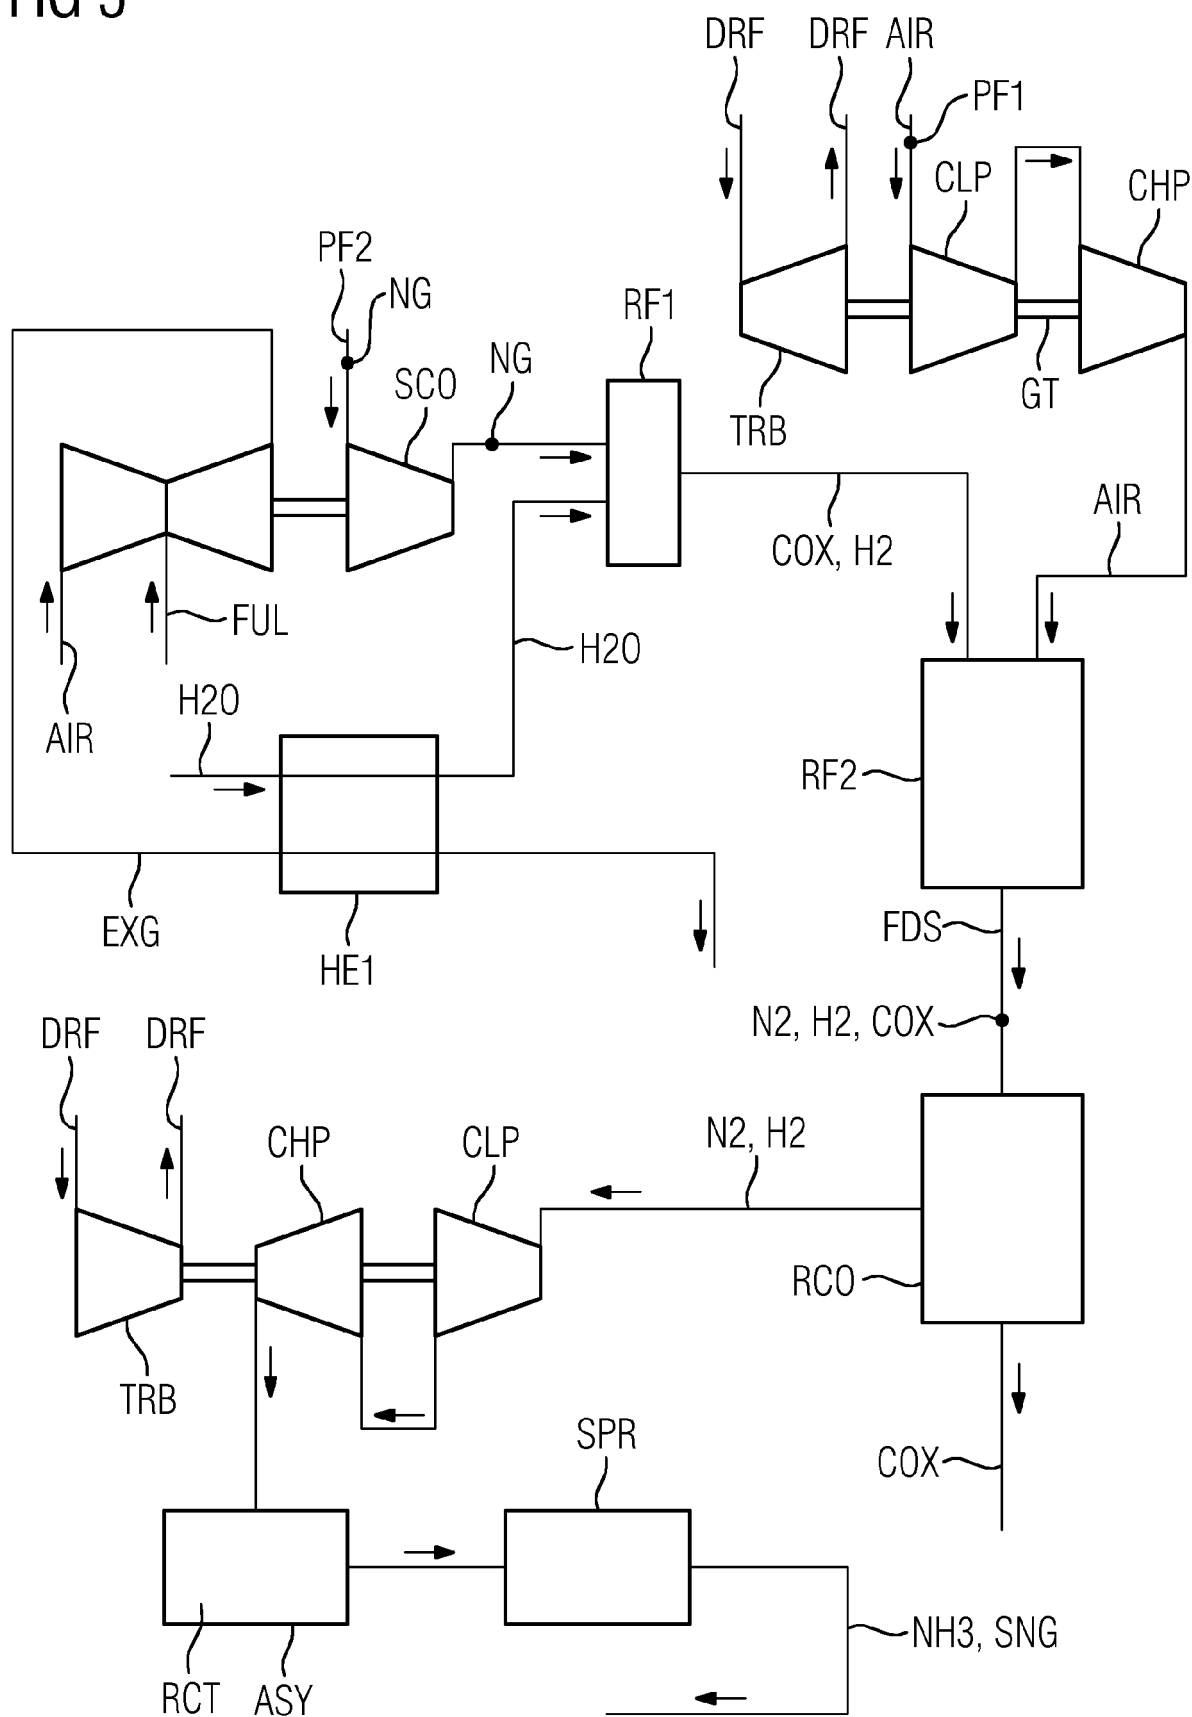 DRF
DRF
AIR
PF1
CLP
CHP
PF2
NG
RF1
NG
SCO
GT
TRB
AIR
COX, H2
FUL
H2O
H2O
AIR
RF2
EXG
FDS
HE1
N2, H2, COX
DRF
DRF
N2, H2
CHP
CLP
RCO
TRB
SPR
COX
NH3, SNG
RCT
ASY